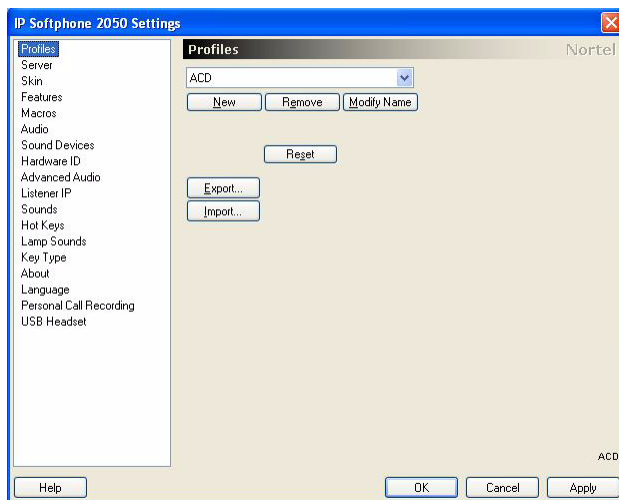 IP Softphone 2050 Settings
Profiles
Server
Skin
Features
Macros
Audio
Sound Devices
Hardware ID
Advanced Audio
Listener IP
Sounds
Hot Keys
Lamp Sounds
Key Type
About
Language
Personal Call Recording
USB Headset
Profiles
Nortel
ACD
New
Remove
Modify Name
Reset
Export...
Import...
ACD
Help
OK
Cancel
Apply